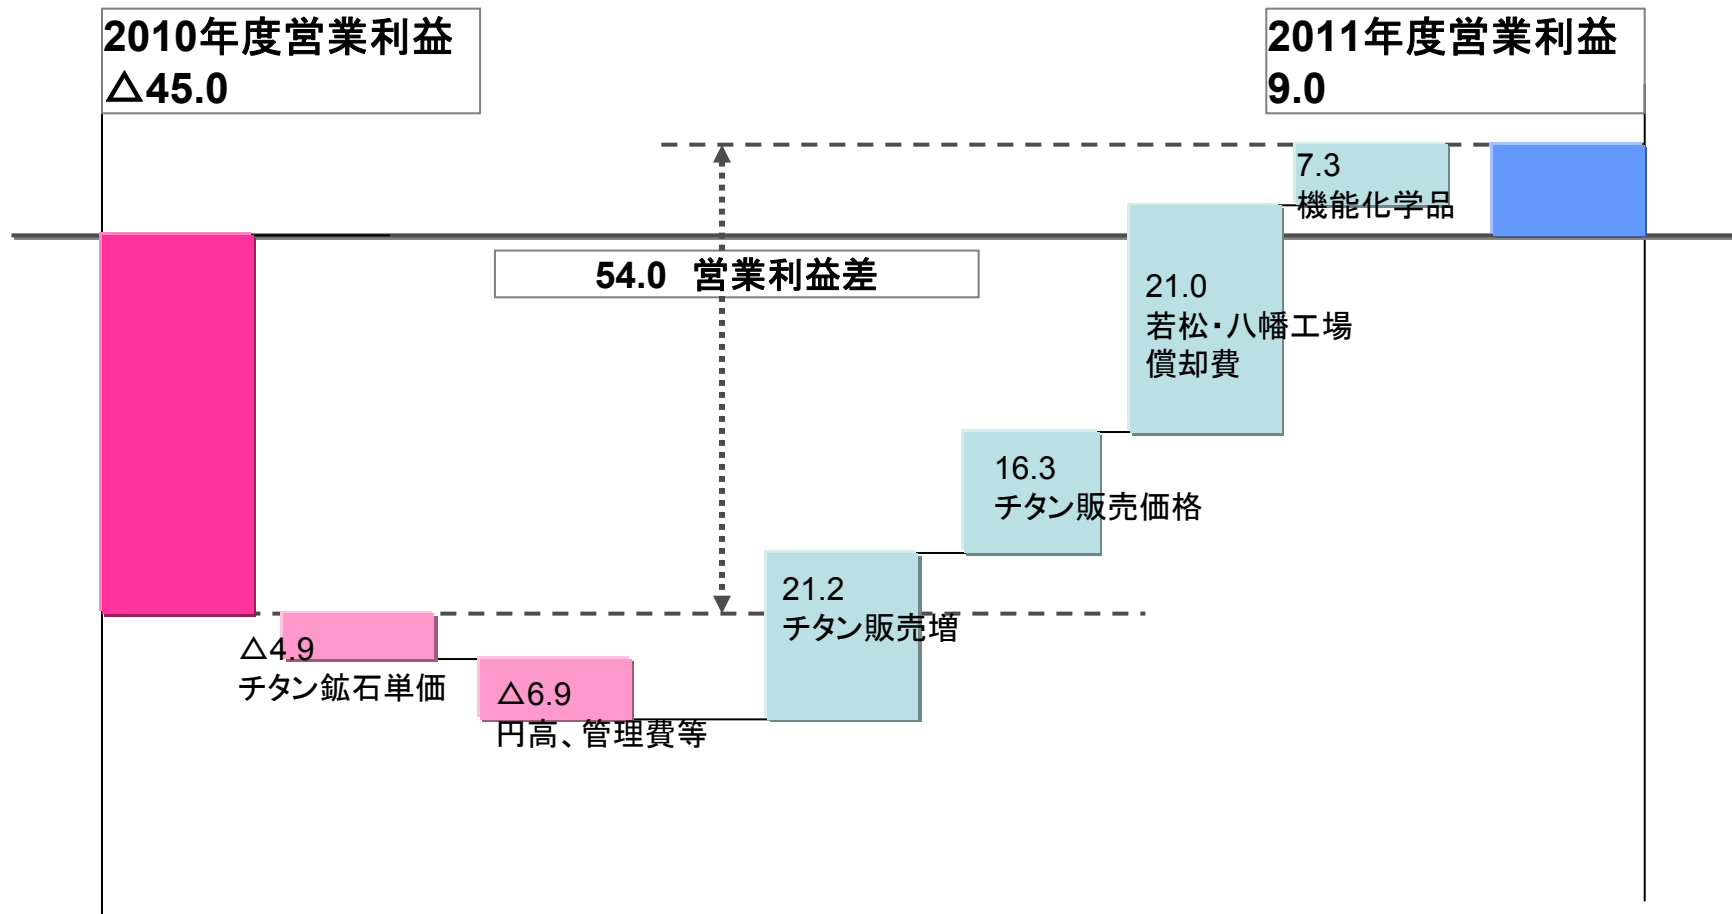 2010年度営業利益
△45.0
2011年度営業利益
9.0
7.3
機能化学品
54.0 営業利益差
21.0
若松・八幡工場
償却費
16.3
チタン販売価格
21.2
チタン販売増
△4.9
チタン鉱石単価
△6.9
円高、管理費等